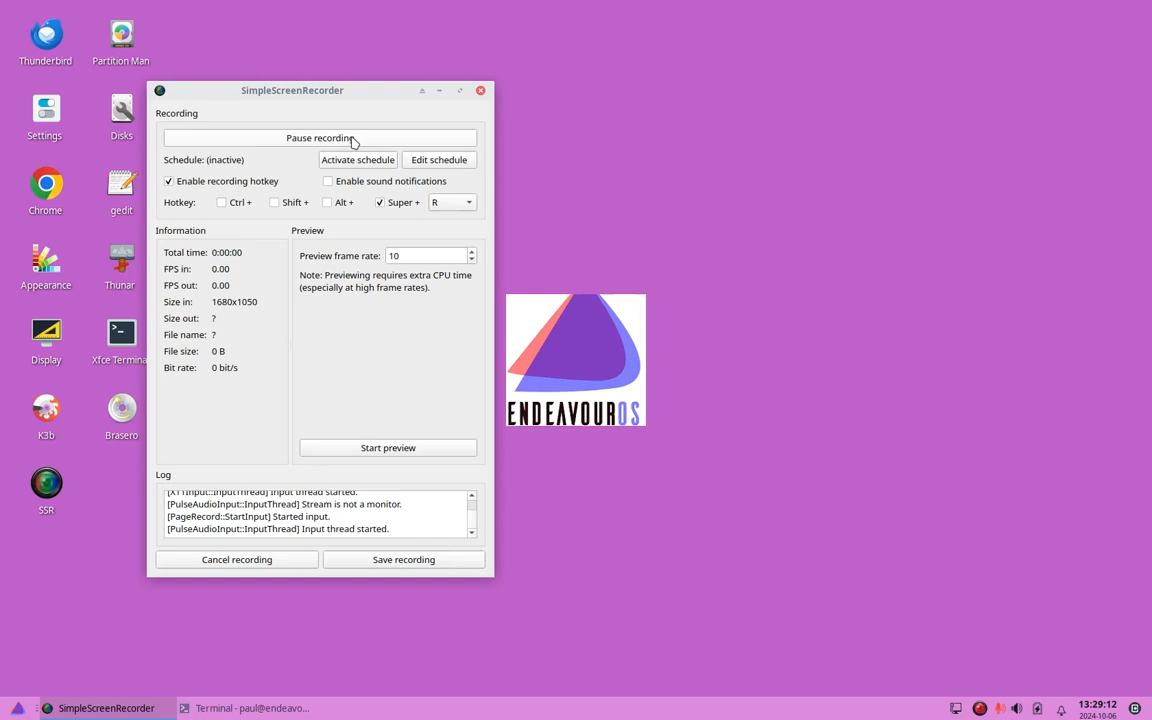 Thunderbird
Partition Man
Settings
Disks
Chrome
gedit
Appearance
Thunar
Display
Xfce Termina
K3b
Brasero
SSR
SimpleScreenRecorder
Recording
Pause recording
Schedule: (inactive)
Activate schedule
Edit schedule
Enable recording hotkey
Enable sound notifications
Hotkey:
Ctrl +
Shift +
Alt +
Super +
R
Information
Total time: 0:00:00
FPS in: 0.00
FPS out: 0.00
Size in: 1680x1050
Size out: ?
File name: ?
File size: 0 B
Bit rate: 0 bit/s
Preview
Preview frame rate: 10
Note: Previewing requires extra CPU time
(especially at high frame rates).
Start preview
Log
[X11Input::InputThread] Input thread started.
[PulseAudioInput::InputThread] Stream is not a monitor.
[PageRecord::StartInput] Started input.
[PulseAudioInput::InputThread] Input thread started.
Cancel recording
Save recording
ENDEAVOUROS
SimpleScreenRecorder
Terminal - paul@endeavo...
13:29:12
2024-10-06